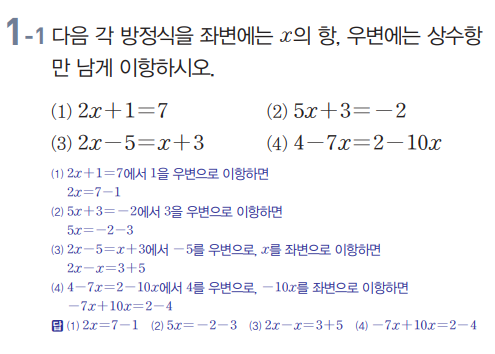 1-1 다음 각 방정식을 좌변에는 x의 항, 우변에는 상수항
만 남게 이항하시오.
(1) 2x+1=7 (2) 5x+3=-2
(3) 2x-5=x+3 (4) 4-7x=2-10x
(1) 2x+1=7에서 1을 우변으로 이항하면
2x=7-1
(2) 5x+3=-2에서 3을 우변으로 이항하면
5x=-2-3
(3) 2x-5=x+3에서 -5를 우변으로, x를 좌변으로 이항하면
2x-x=3+5
(4) 4-7x=2-10x에서 4를 우변으로, -10x를 좌변으로 이항하면
-7x+10x=2-4
답 (1) 2x=7-1 (2) 5x=-2-3 (3) 2x-x=3+5 (4) -7x+10x=2-4